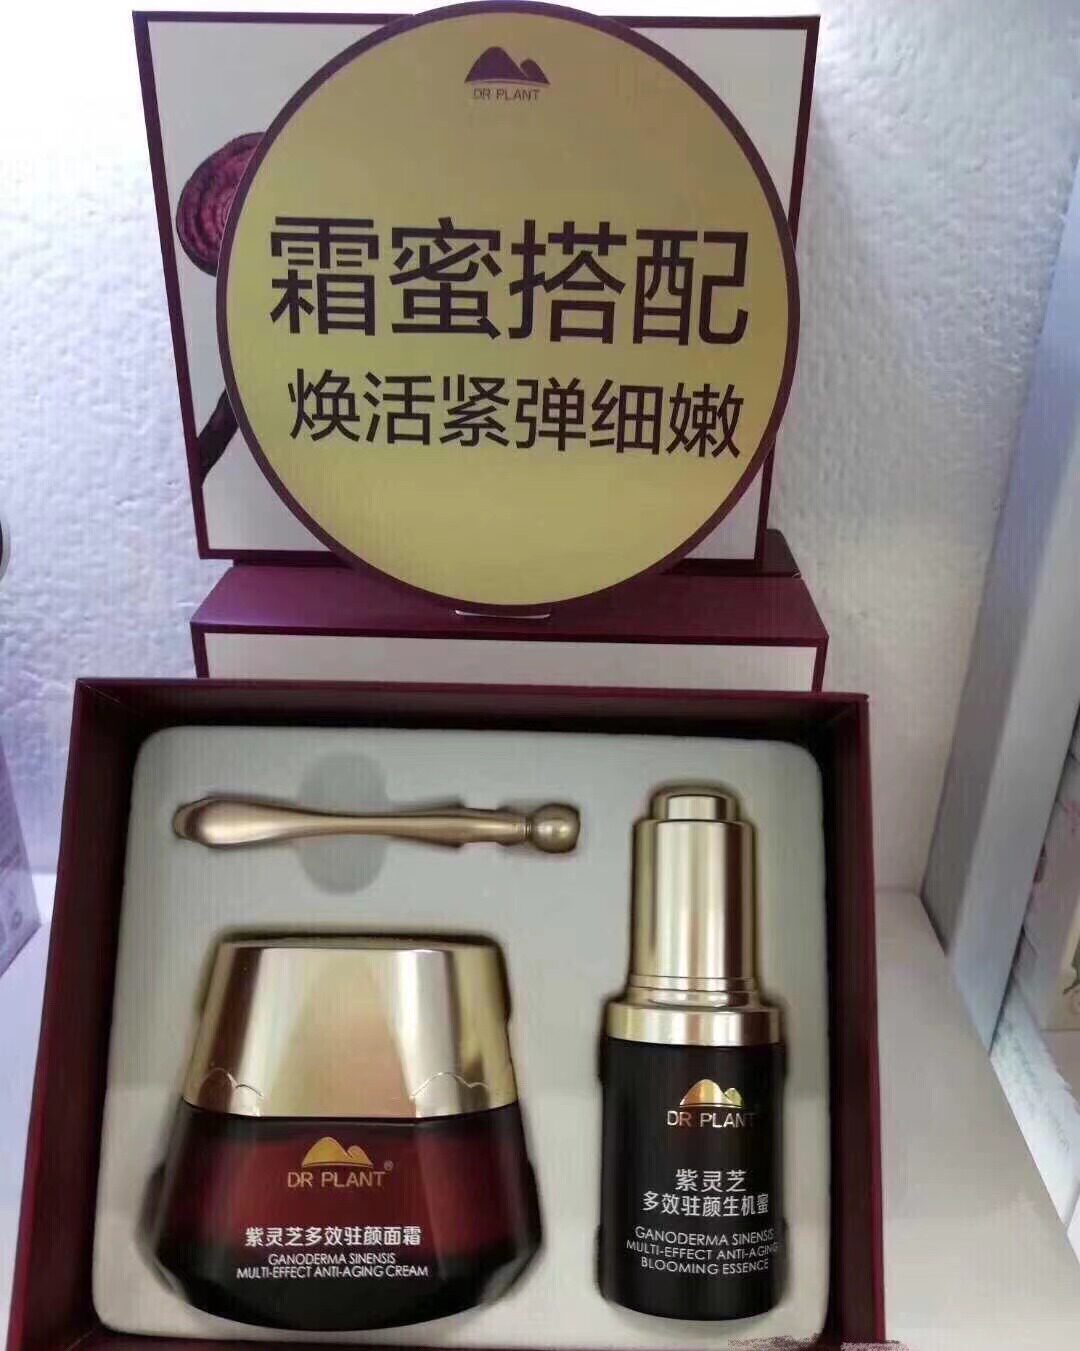 DR PLANT
霜蜜搭配
焕活紧弹细嫩
DR PLANT®
紫灵芝多效驻颜面霜
GANODERMA SINENSIS
MULTI-EFFECT ANTI-AGING CREAM
DR PLANT
紫灵芝
多效驻颜生机蜜
GANODERMA SINENSIS
MULTI-EFFECT ANTI-AGING
BLOOMING ESSENCE